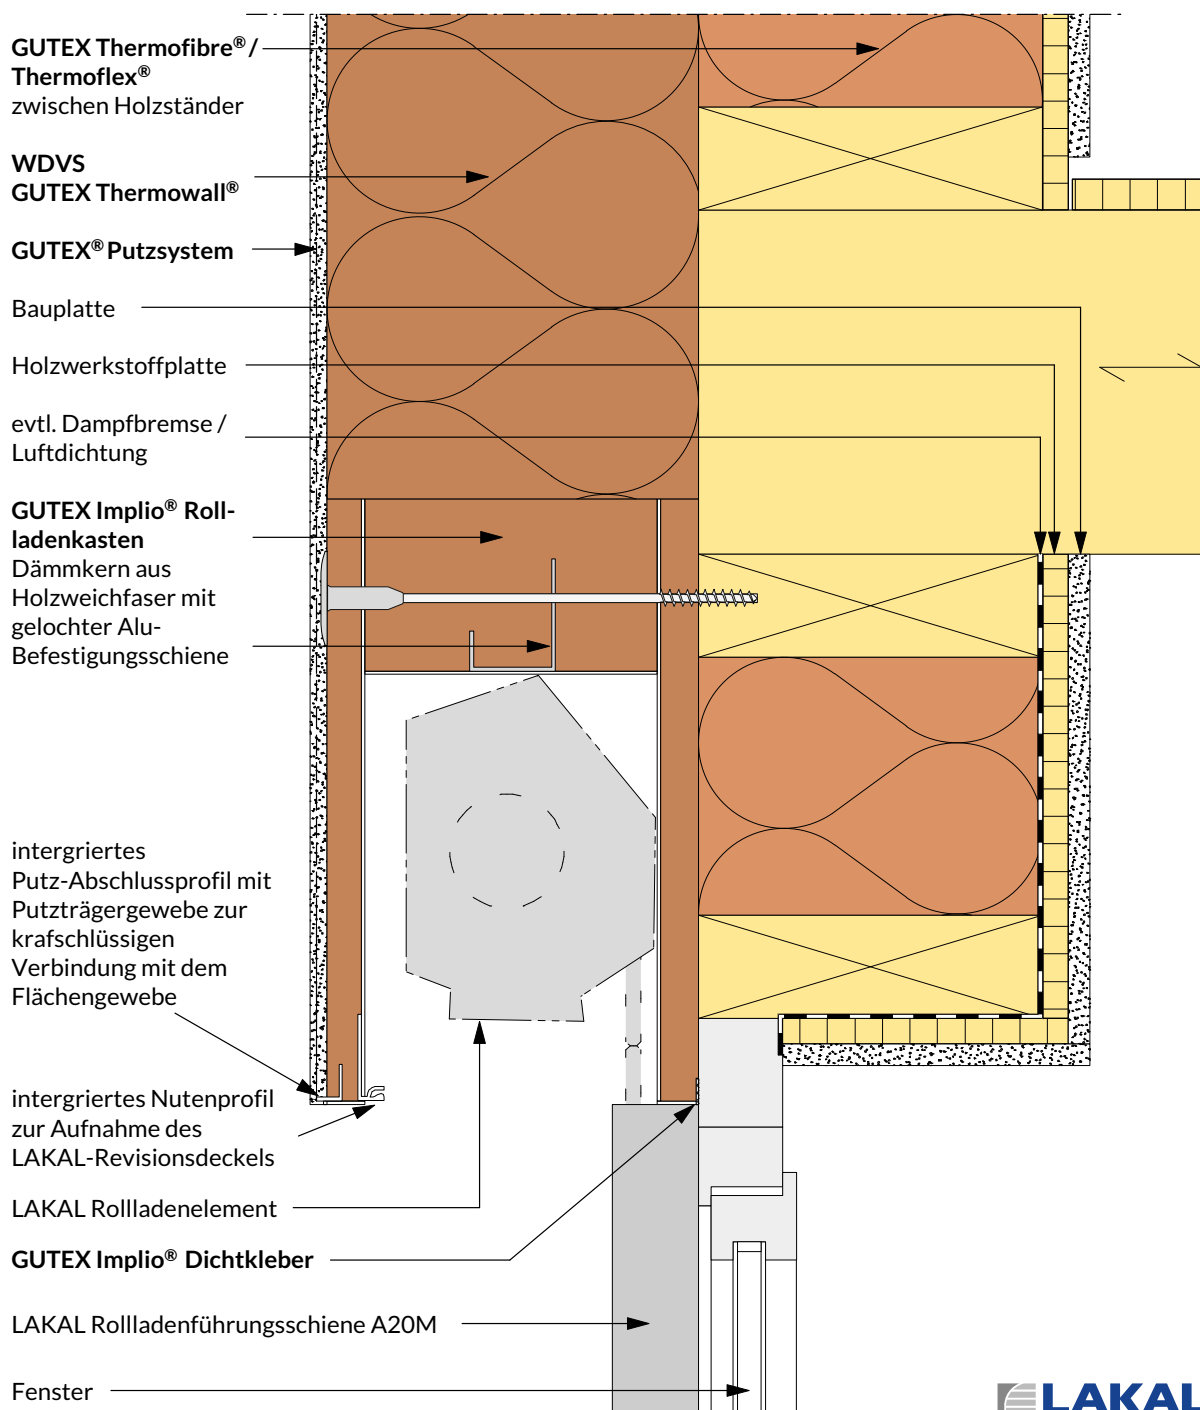 GUTEX Thermofibre® /
Thermoflex®
zwischen Holzständer
WDVS
GUTEX Thermowall®
GUTEX® Putzsystem
Bauplatte
Holzwerkstoffplatte
evtl. Dampfbremse /
Luftdichtung
GUTEX Implio® Roll-
ladenkasten
Dämmkern aus
Holzweichfaser mit
gelochter Alu-
Befestigungsschiene
intergriertes
Putz-Abschlussprofil mit
Putzträgergewebe zur
krafschlüssigen
Verbindung mit dem
Flächengewebe
intergriertes Nutenprofil
zur Aufnahme des
LAKAL-Revisionsdeckels
LAKAL Rollladenelement
GUTEX Implio® Dichtkleber
LAKAL Rollladenführungsschiene A20M
Fenster
LAKAL